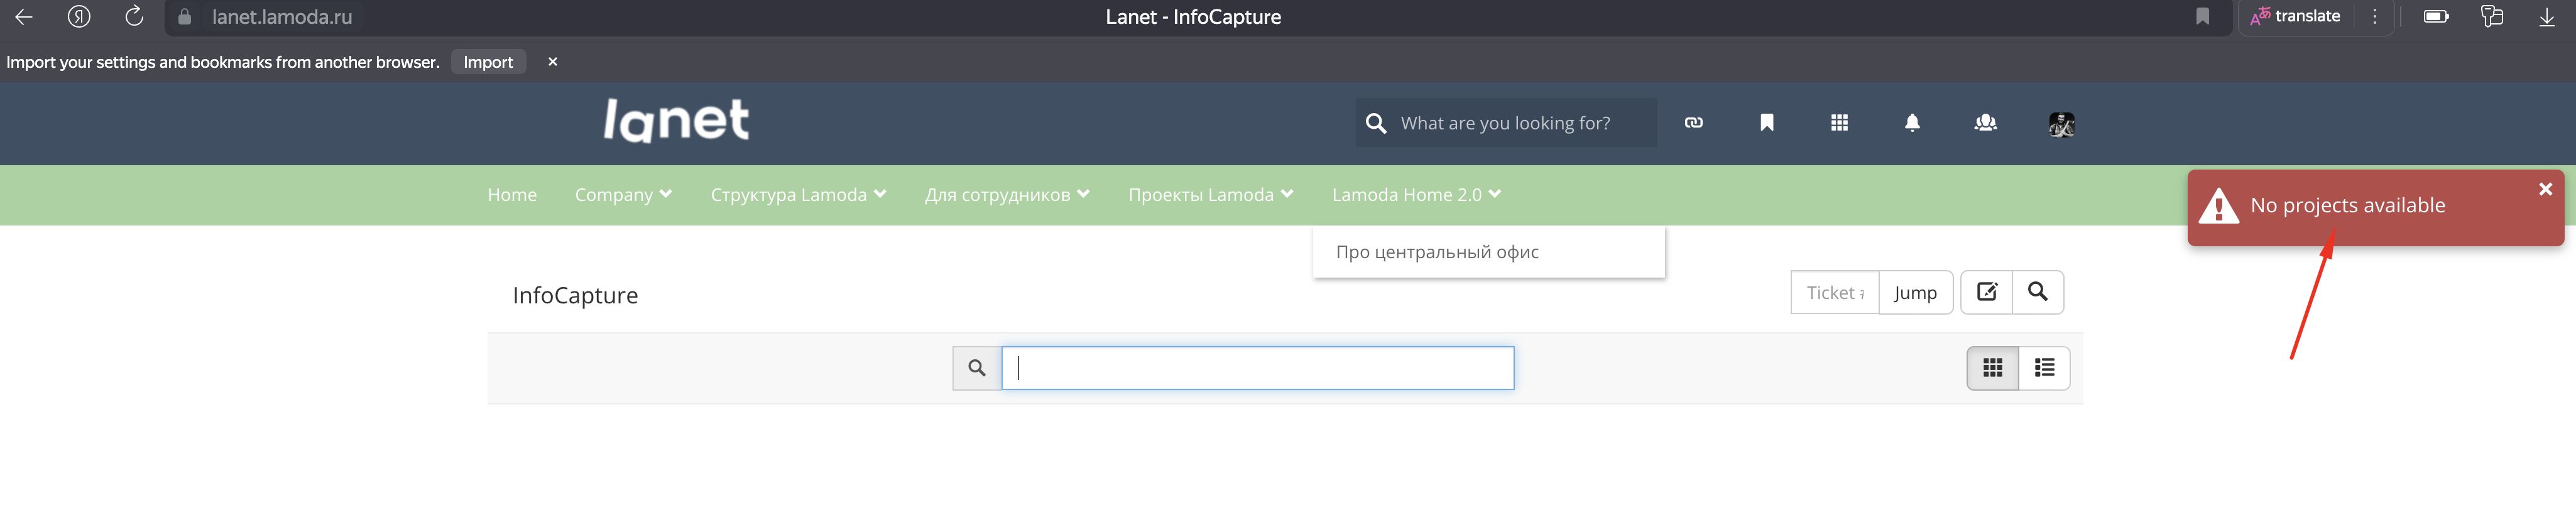 lanet.lamoda.ru
Lanet - InfoCapture
translate
Import your settings and bookmarks from another browser. Import
lanet
What are you looking for?
Home Company Структура Lamoda Для сотрудников Проекты Lamoda Lamoda Home 2.0
No projects available
Про центральный офис
InfoCapture
Ticket Jump